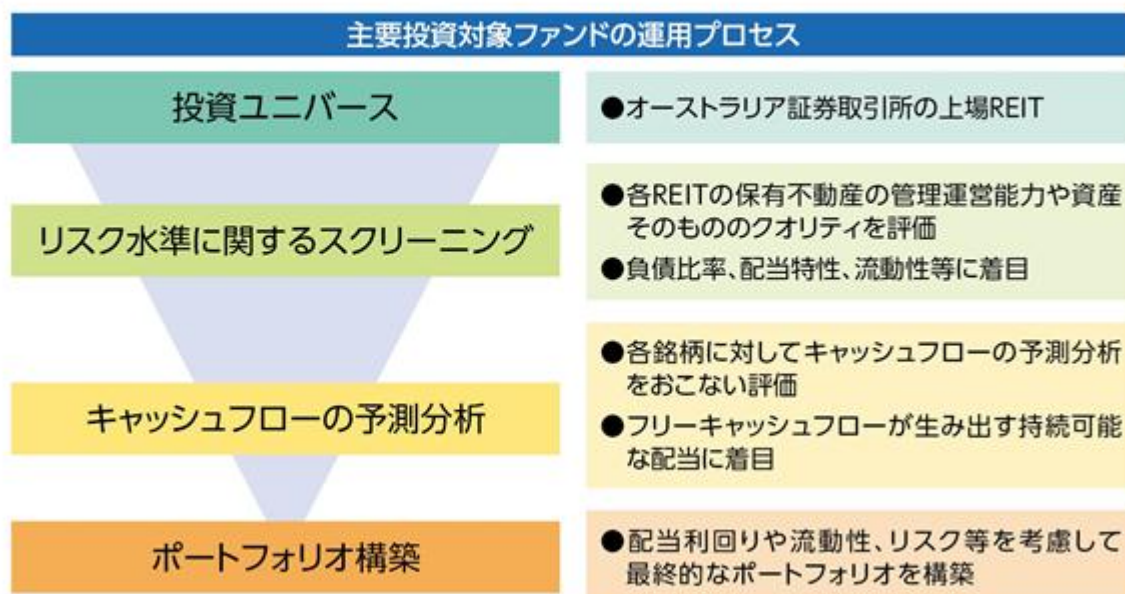 主要投資対象ファンドの運用プロセス
投資ユニバース
●オーストラリア証券取引所の上場REIT
リスク水準に関するスクリーニング
●各REITの保有不動産の管理運営能力や資産
そのもののクオリティを評価
●負債比率、配当特性、流動性等に着目
キャッシュフローの予測分析
●各銘柄に対してキャッシュフローの予測分析
をおこない評価
●フリーキャッシュフローが生み出す持続可能
な配当に着目
ポートフォリオ構築
●配当利回りや流動性、リスク等を考慮して
最終的なポートフォリオを構築